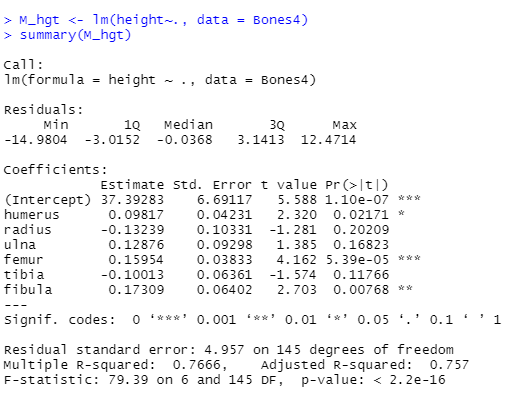 > M_hgt <- lm(height~., data = Bones4)
> summary(M_hgt)
Call:
lm(formula = height ~ ., data = Bones4)
Residuals:
     Min       1Q   Median       3Q      Max
-14.9804  -3.0152  -0.0368   3.1413  12.4714
Coefficients:
            Estimate Std. Error t value Pr(>|t|)
(Intercept) 37.39283    6.69117   5.588 1.10e-07 ***
humerus      0.09817    0.04231   2.320  0.02171 *
radius      -0.13239    0.10331  -1.281  0.20209
ulna         0.12876    0.09298   1.385  0.16823
femur        0.15954    0.03833   4.162 5.39e-05 ***
tibia       -0.10013    0.06361  -1.574  0.11766
fibula       0.17309    0.06402   2.703  0.00768 **
---
Signif. codes:  0 ‘***’ 0.001 ‘**’ 0.01 ‘*’ 0.05 ‘.’ 0.1 ‘ ’ 1
Residual standard error: 4.957 on 145 degrees of freedom
Multiple R-squared:  0.7666,	Adjusted R-squared:  0.757
F-statistic: 79.39 on 6 and 145 DF,  p-value: < 2.2e-16